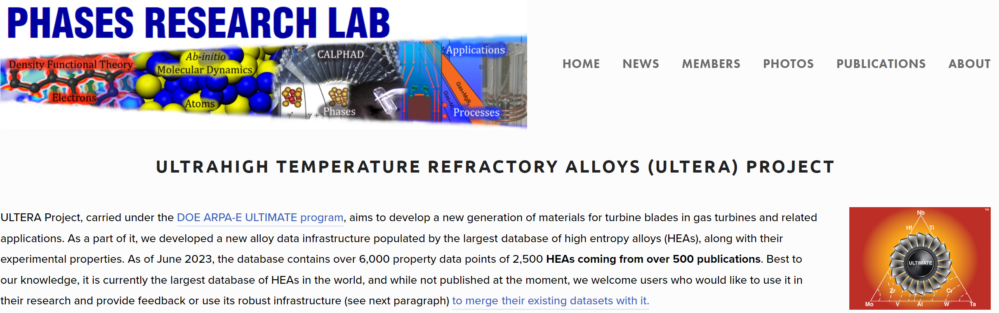 PHASES RESEARCH LAB
Density Functional Theory
Electrons
Ab-initio
Molecular Dynamics
Atoms
CALPHAD
γ'
γ +
Phases
Mg Mg
Applications
Gas+MgB2
Processes
HOME NEWS MEMBERS PHOTOS PUBLICATIONS ABOUT
ULTRAHIGH TEMPERATURE REFRACTORY ALLOYS (ULTERA) PROJECT
ULTERA Project, carried under the DOE ARPA-E ULTIMATE program, aims to develop a new generation of materials for turbine blades in gas turbines and related
applications. As a part of it, we developed a new alloy data infrastructure populated by the largest database of high entropy alloys (HEAs), along with their
experimental properties. As of June 2023, the database contains over 6,000 property data points of 2,500 HEAs coming from over 500 publications. Best to
our knowledge, it is currently the largest database of HEAs in the world, and while not published at the moment, we welcome users who would like to use it in
their research and provide feedback or use its robust infrastructure (see next paragraph) to merge their existing datasets with it.
™
Nb
Hf Ti
ULTIMATE
Zr Cr
Mo V Al W Ta